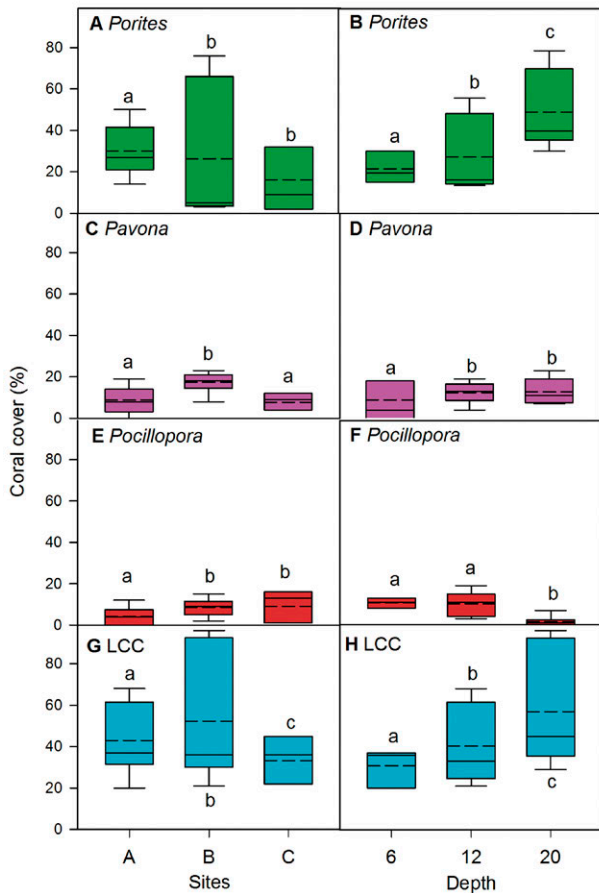 A Porites
B Porites
80
60
40
20
0
a
b
b
a
b
c
C Pavona
D Pavona
80
60
40
20
0
a
b
a
a
b
b
E Pocillopora
F Pocillopora
80
60
40
20
0
a
b
b
a
a
b
G LCC
H LCC
80
60
40
20
0
a
b
c
a
b
c
Coral cover (%)
A B C
6 12 20
Sites
Depth